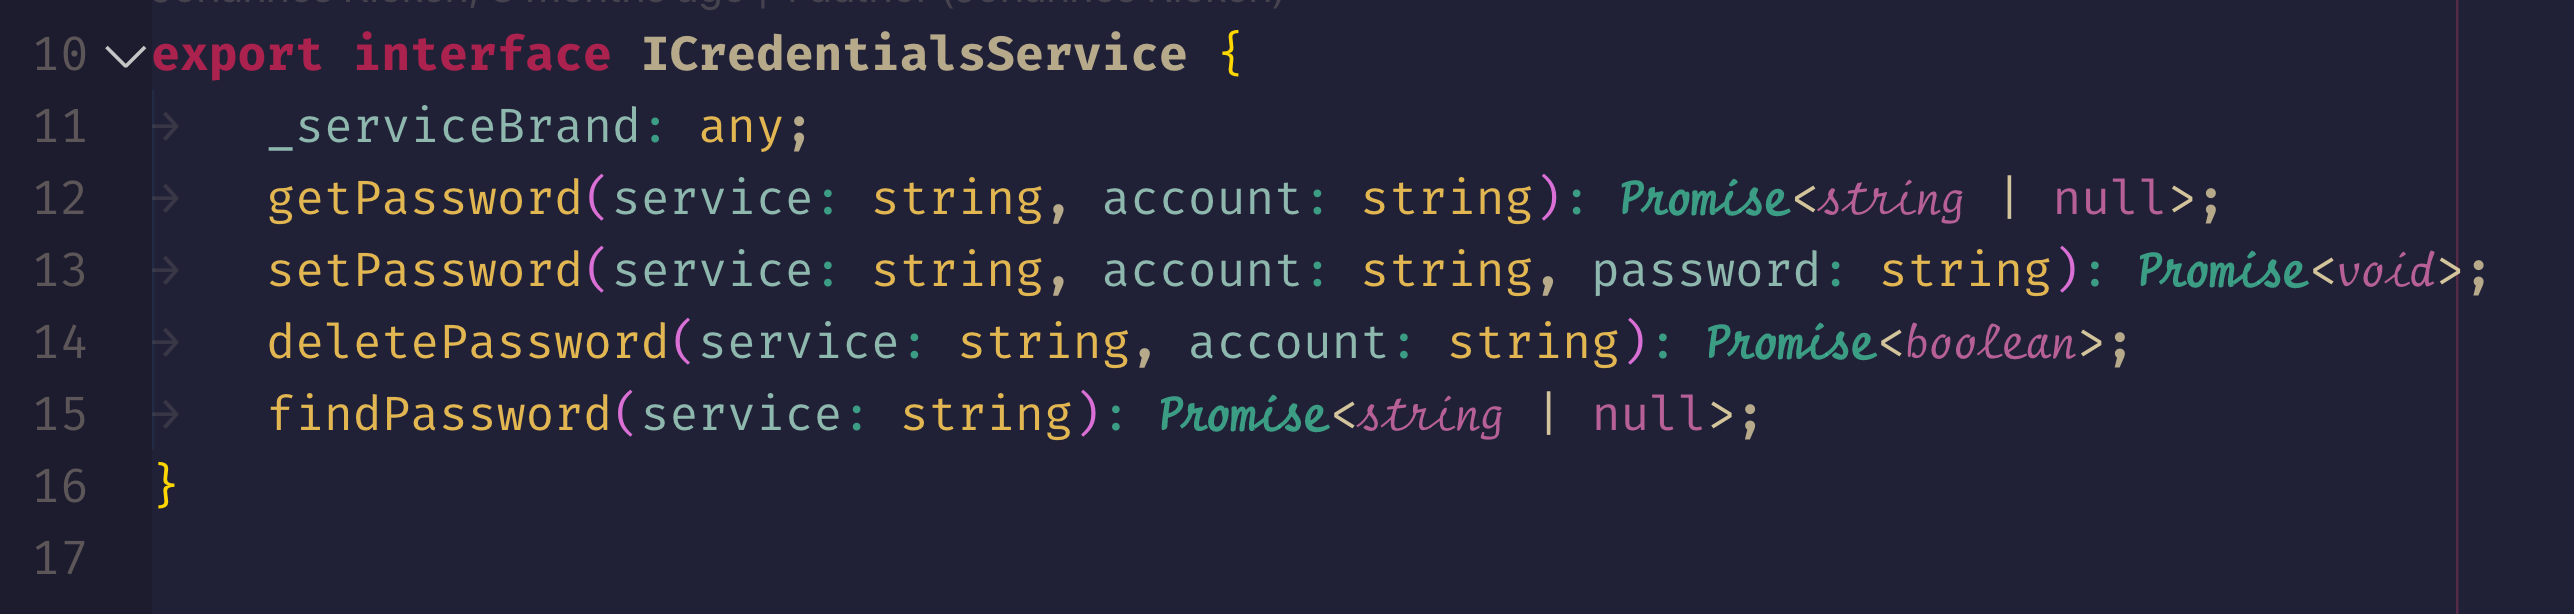 10 export interface ICredentialsService {
11 → _serviceBrand: any;
12 → getPassword(service: string, account: string): Promise<string | null>;
13 → setPassword(service: string, account: string, password: string): Promise<void>;
14 → deletePassword(service: string, account: string): Promise<boolean>;
15 → findPassword(service: string): Promise<string | null>;
16 }
17